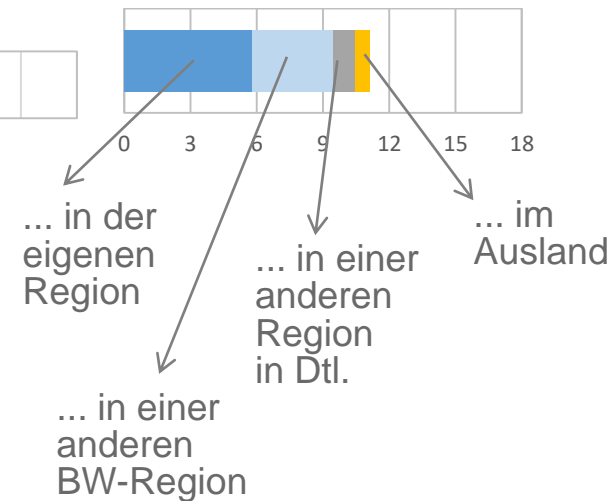 0 3 6 9 12 15 18
... in der
eigenen
Region
... in einer
anderen
BW-Region
... in einer
anderen
Region
in Dtl.
... im
Ausland